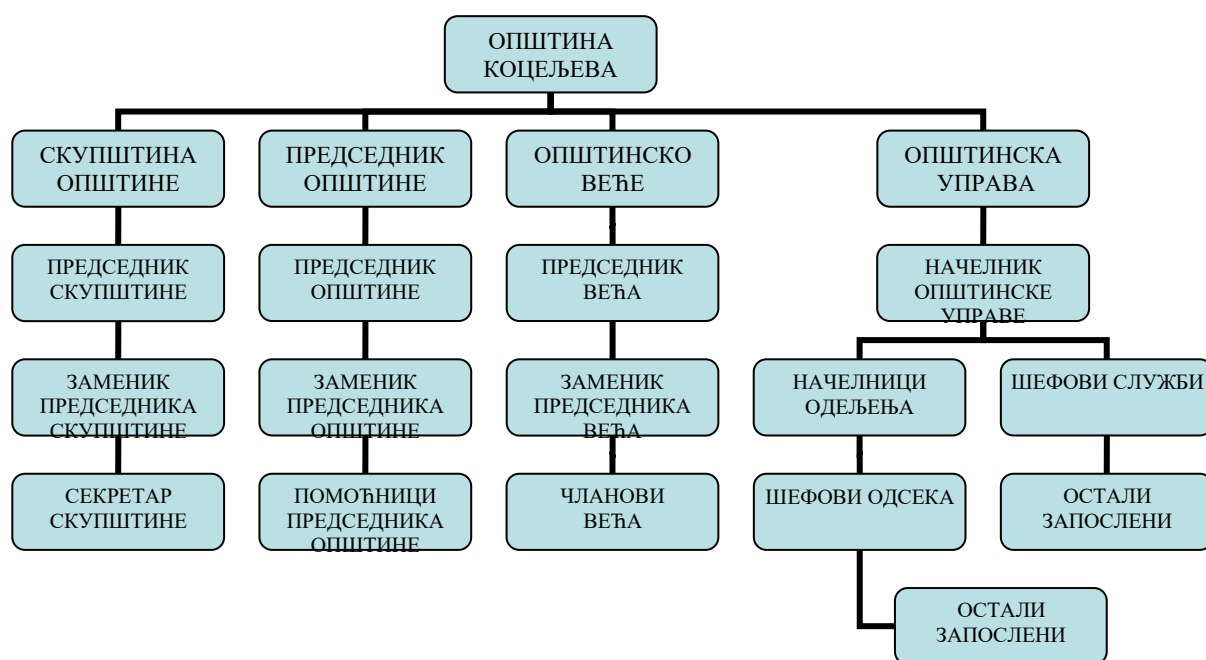 ОПШТИНА
КОЦЕЉЕВА
СКУПШТИНА
ОПШТИНЕ
ПРЕДСЕДНИК
ОПШТИНЕ
ОПШТИНСКО
ВЕЋЕ
ОПШТИНСКА
УПРАВА
ПРЕДСЕДНИК
СКУПШТИНЕ
ПРЕДСЕДНИК
ОПШТИНЕ
ПРЕДСЕДНИК
ВЕЋА
НАЧЕЛНИК
ОПШТИНСКЕ
УПРАВЕ
ЗАМЕНИК
ПРЕДСЕДНИКА
СКУПШТИНЕ
ЗАМЕНИК
ПРЕДСЕДНИКА
ОПШТИНЕ
ЗАМЕНИК
ПРЕДСЕДНИКА
ВЕЋА
НАЧЕЛНИЦИ
ОДЕЉЕЊА
ШЕФОВИ СЛУЖБИ
СЕКРЕТАР
СКУПШТИНЕ
ПОМОЋНИЦИ
ПРЕДСЕДНИКА
ОПШТИНЕ
ЧЛАНОВИ
ВЕЋА
ШЕФОВИ ОДСЕКА
ОСТАЛИ
ЗАПОСЛЕНИ
ОСТАЛИ
ЗАПОСЛЕНИ